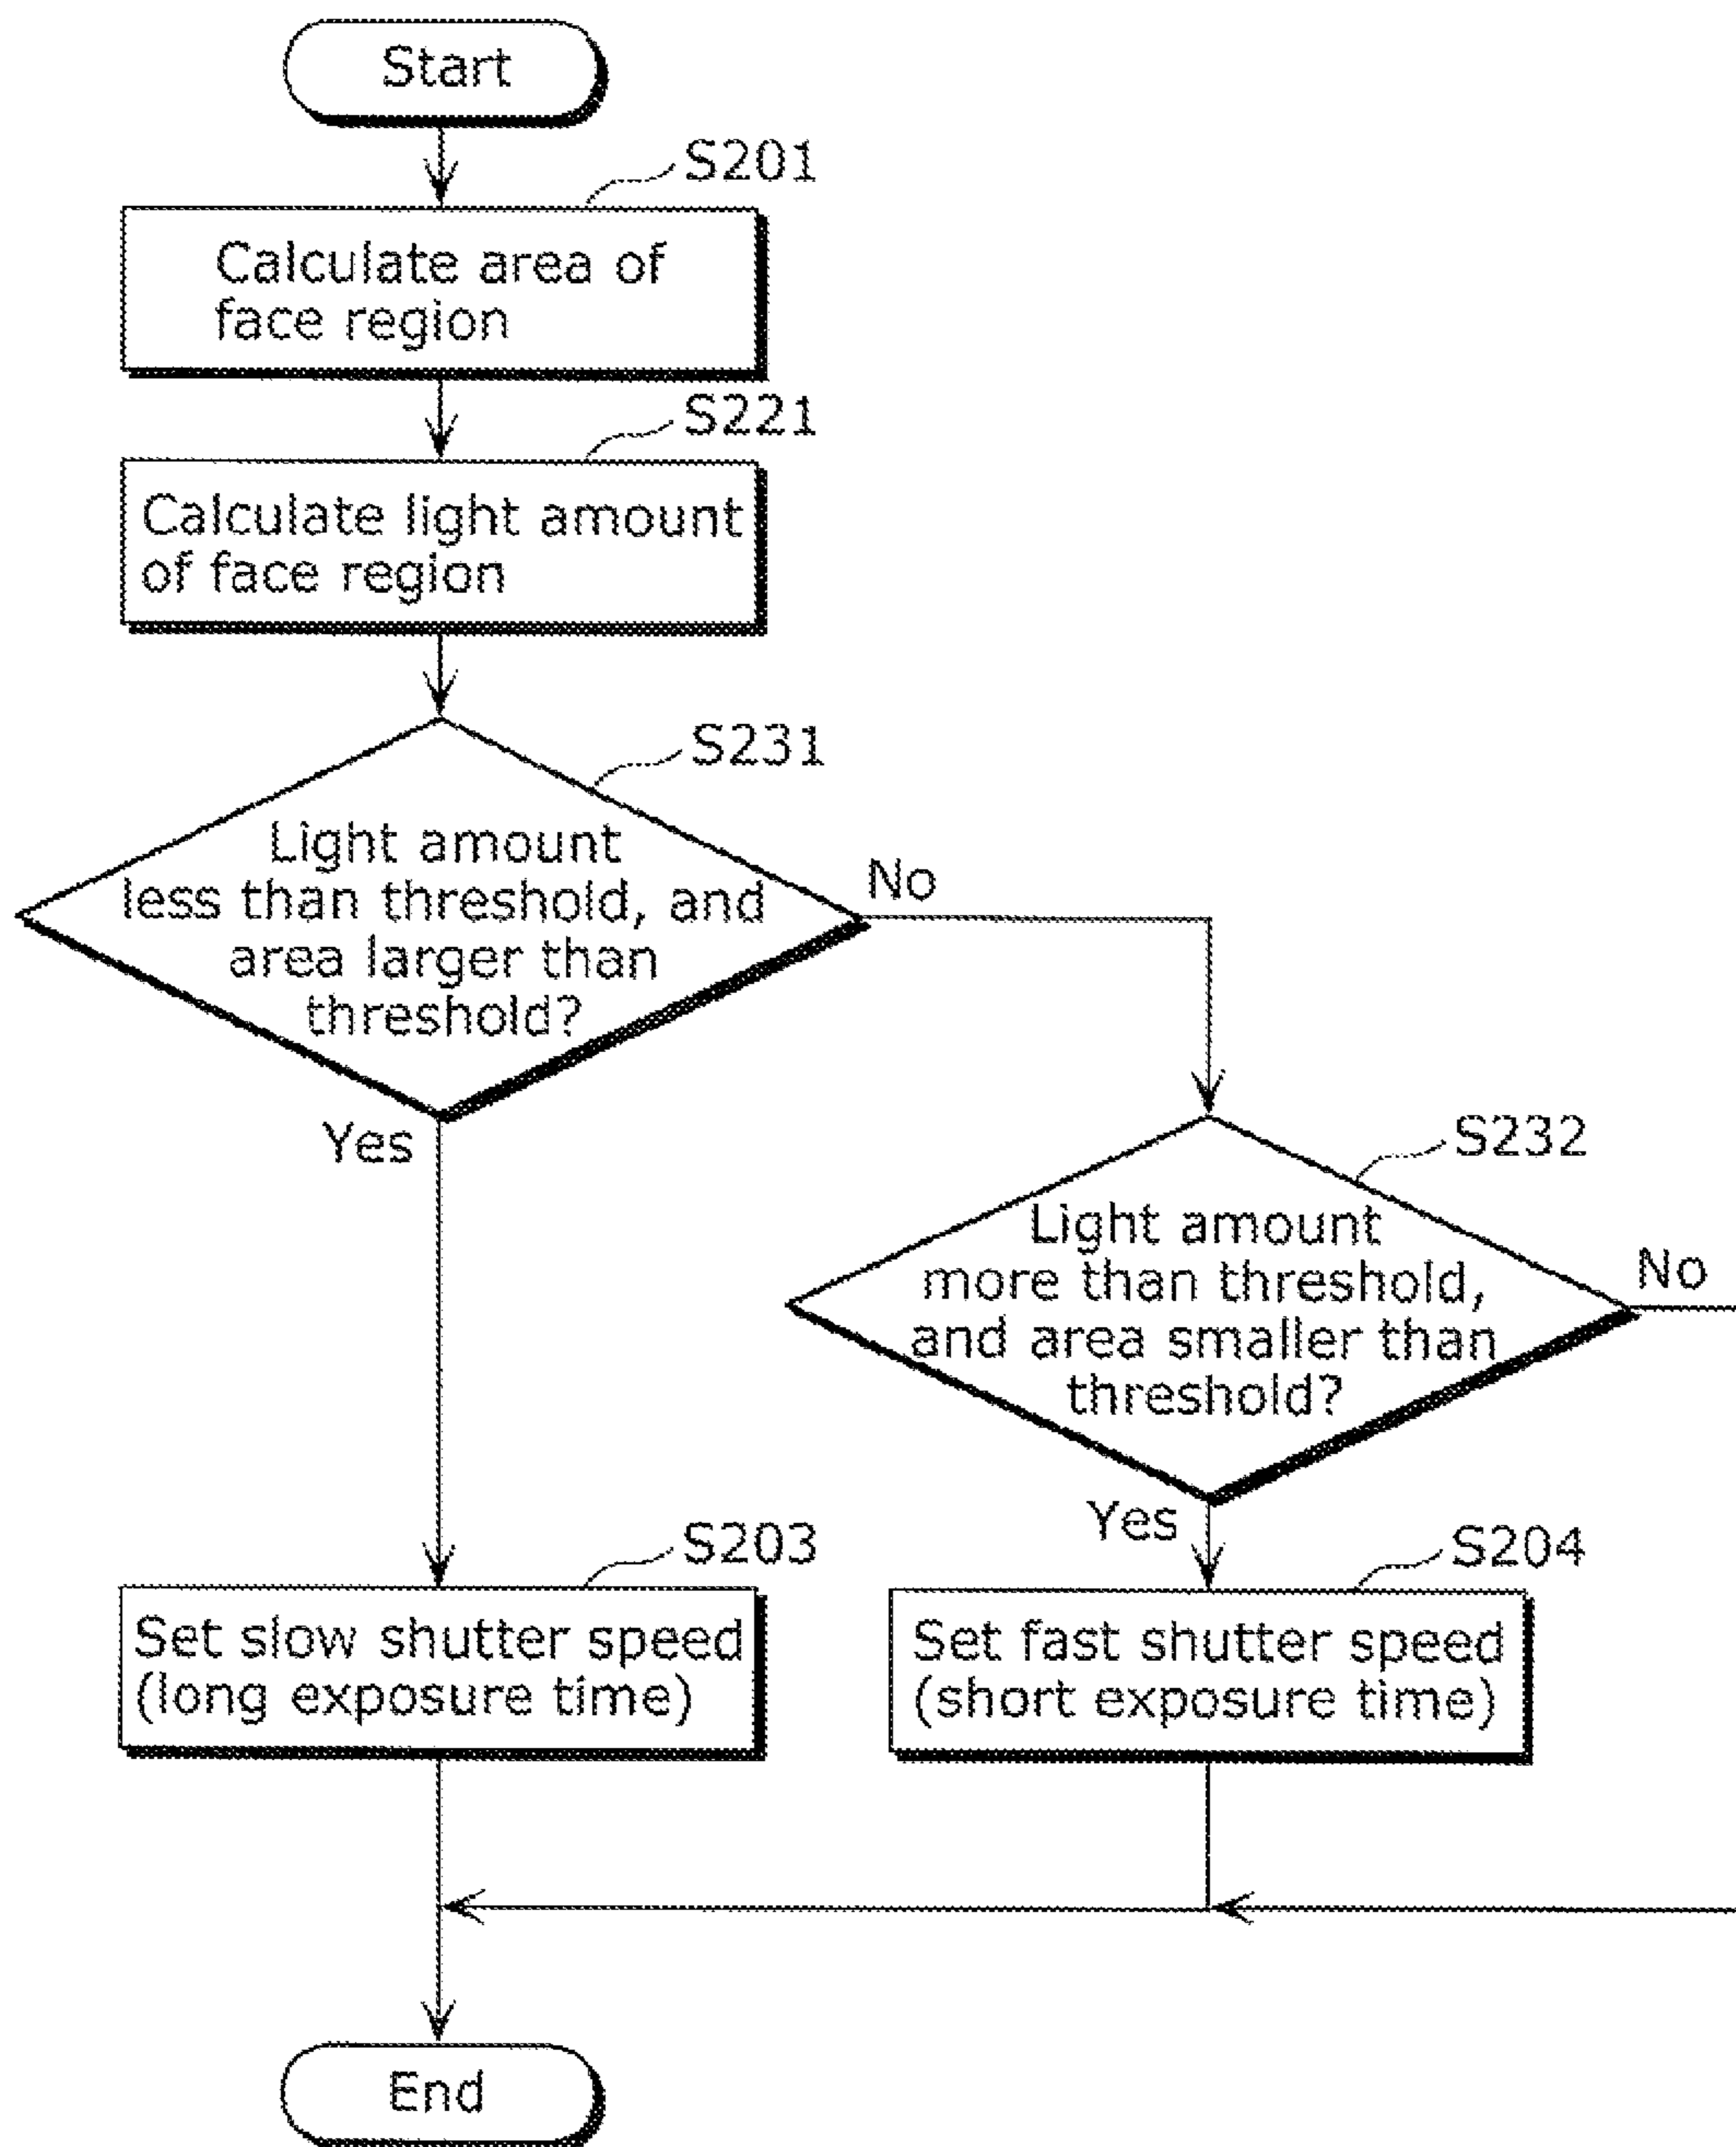 Start
S201
Calculate area of
face region
S221
Calculate light amount
of face region
S231
Light amount
less than threshold, and
area larger than
threshold?
No
Yes
S232
Light amount
more than threshold,
and area smaller than
threshold?
No
Yes
S203
Set slow shutter speed
(long exposure time)
S204
Set fast shutter speed
(short exposure time)
End